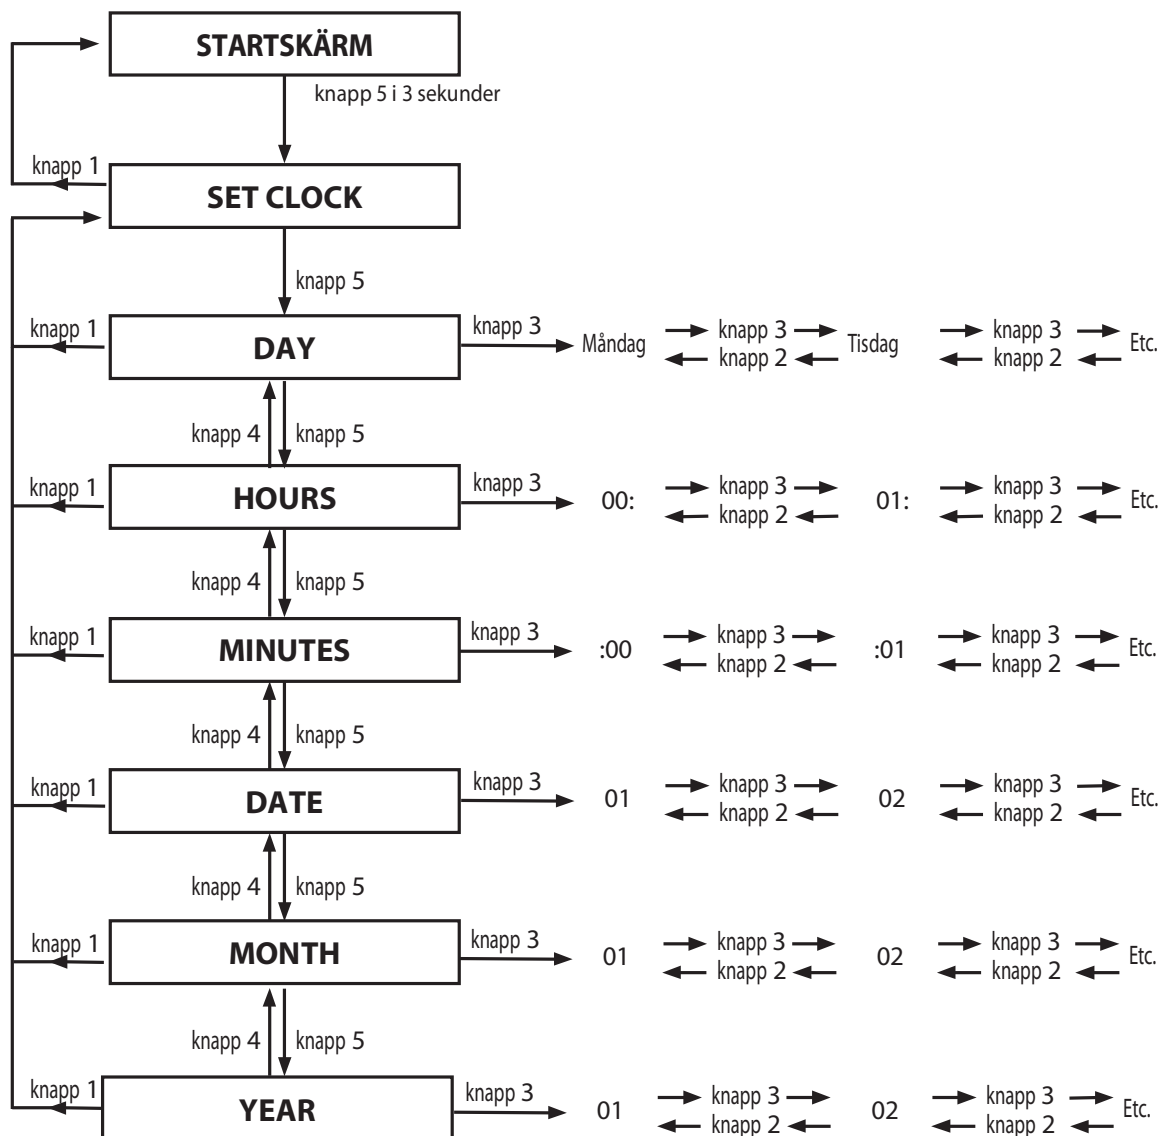 STARTSKÄRM
knapp 5 i 3 sekunder
knapp 1
SET CLOCK
knapp 5
knapp 1
DAY
knapp 3
Måndag
knapp 3
knapp 2
Tisdag
knapp 3
knapp 2
Etc.
knapp 4
knapp 5
knapp 1
HOURS
knapp 3
00:
knapp 3
knapp 2
01:
knapp 3
knapp 2
Etc.
knapp 4
knapp 5
knapp 1
MINUTES
knapp 3
:00
knapp 3
knapp 2
:01
knapp 3
knapp 2
Etc.
knapp 4
knapp 5
knapp 1
DATE
knapp 3
01
knapp 3
knapp 2
02
knapp 3
knapp 2
Etc.
knapp 4
knapp 5
knapp 1
MONTH
knapp 3
01
knapp 3
knapp 2
02
knapp 3
knapp 2
Etc.
knapp 4
knapp 5
knapp 1
YEAR
knapp 3
01
knapp 3
knapp 2
02
knapp 3
knapp 2
Etc.